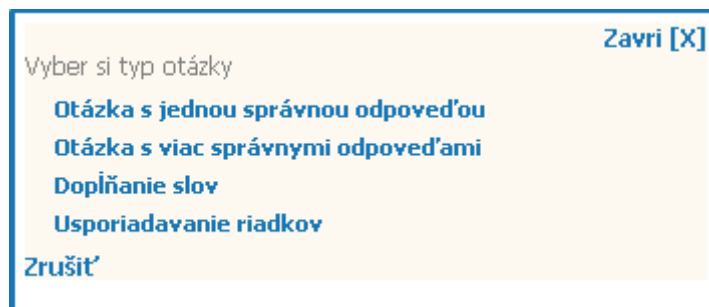 Zavri [X]
Vyber si typ otázky
Otázka s jednou správnou odpoveďou
Otázka s viac správnymi odpoveďami
Dopĺňanie slov
Usporiadavanie riadkov
Zrušiť